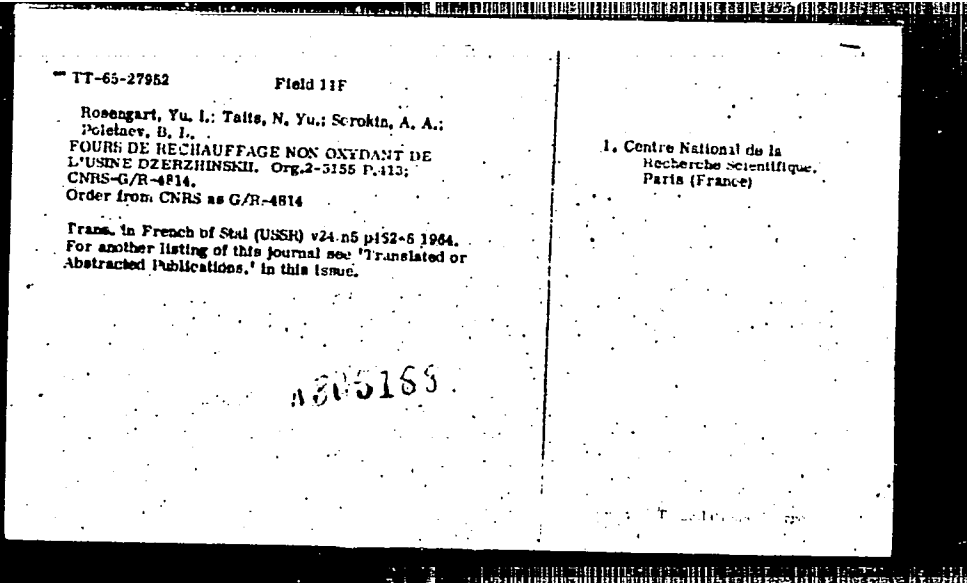 TT-65-27952 Field 11F
Rosengart, Yu. I.; Taits, N. Yu.; Sorokin, A. A.;
Poletaev, B. L.
FOURS DE RECHAUFFAGE NON OXYDANT DE
L'USINE DZERZHINSKII. Org.2-3155 P.413;
CNRS-G/R-4814.
Order from CNRS as G/R-4814
Trans. in French of Stal (USSR) v24 n5 p452-6 1964.
For another listing of this journal see 'Translated or
Abstracted Publications,' in this issue.
1. Centre National de la
Recherche Scientifique,
Paris (France)